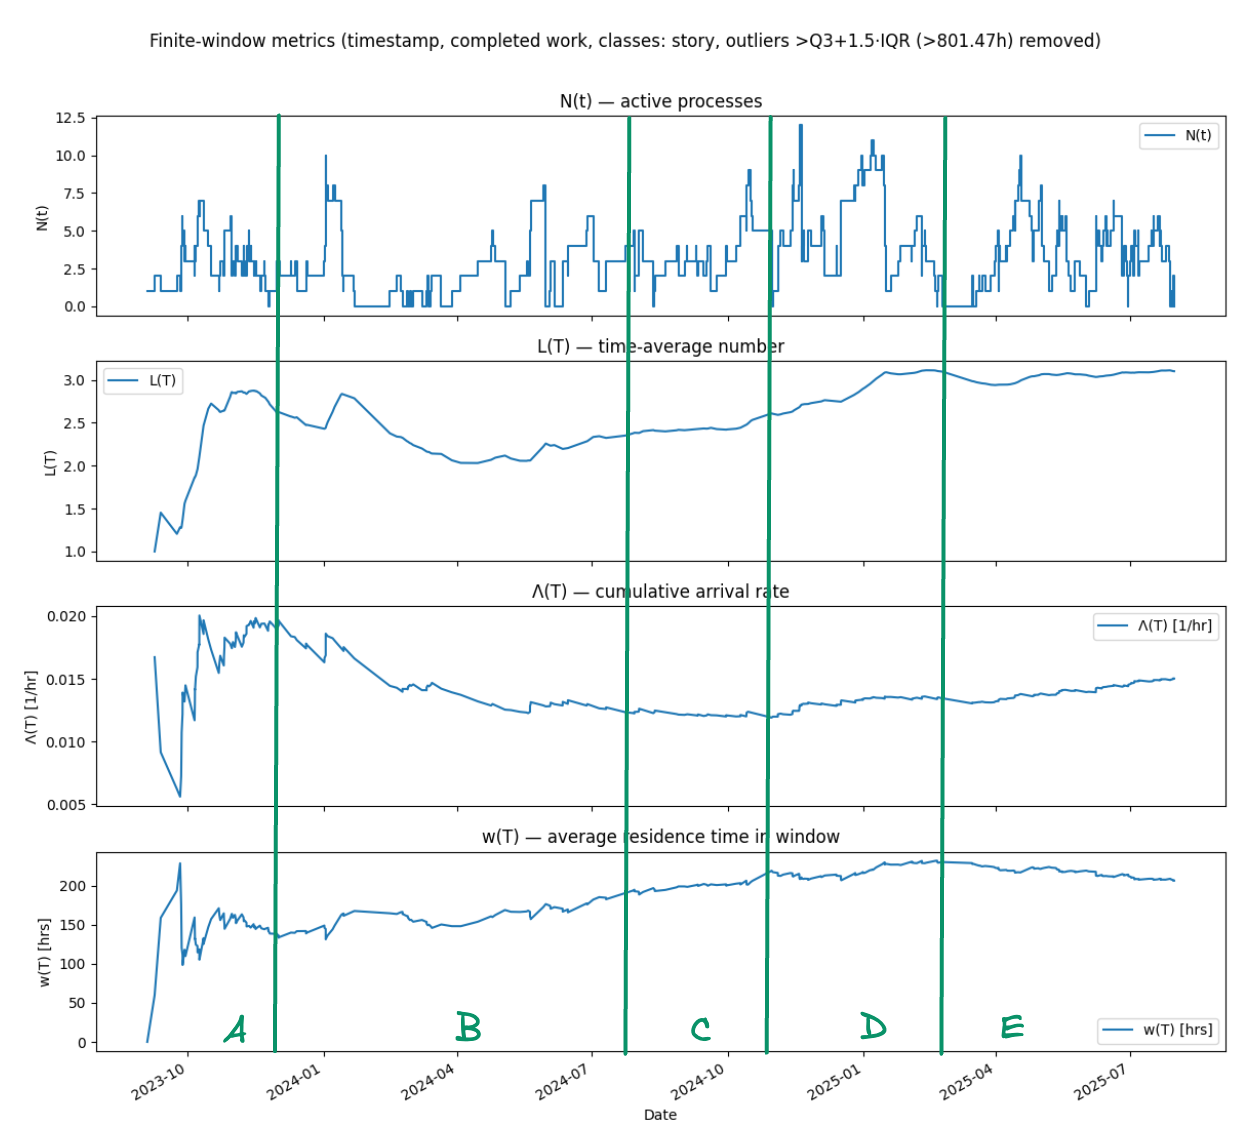 Finite-window metrics (timestamp, completed work, classes: story, outliers >Q3+1.5·IQR (>801.47h) removed)
N(t) — active processes
12.5
10.0
7.5
5.0
2.5
0.0
N(t)
N(t)
L(T) — time-average number
3.0
2.5
2.0
1.5
1.0
L(T)
L(T)
Λ(T) — cumulative arrival rate
0.020
0.015
0.010
0.005
Λ(T) [1/hr]
Λ(T) [1/hr]
w(T) — average residence time in window
200
150
100
50
0
w(T) [hrs]
A
B
C
D
E
w(T) [hrs]
2023-10
2024-01
2024-04
2024-07
2024-10
2025-01
2025-04
2025-07
Date